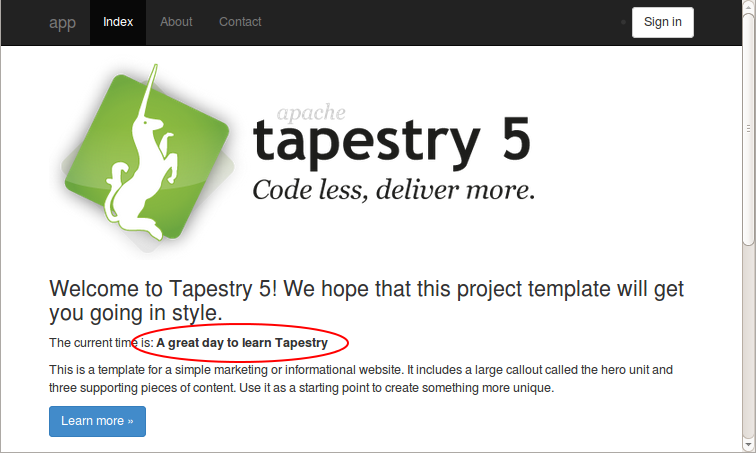 app Index About Contact Sign in
apache
tapestry 5
Code less, deliver more.
Welcome to Tapestry 5! We hope that this project template will get
you going in style.
The current time is: A great day to learn Tapestry
This is a template for a simple marketing or informational website. It includes a large callout called the hero unit and
three supporting pieces of content. Use it as a starting point to create something more unique.
Learn more »